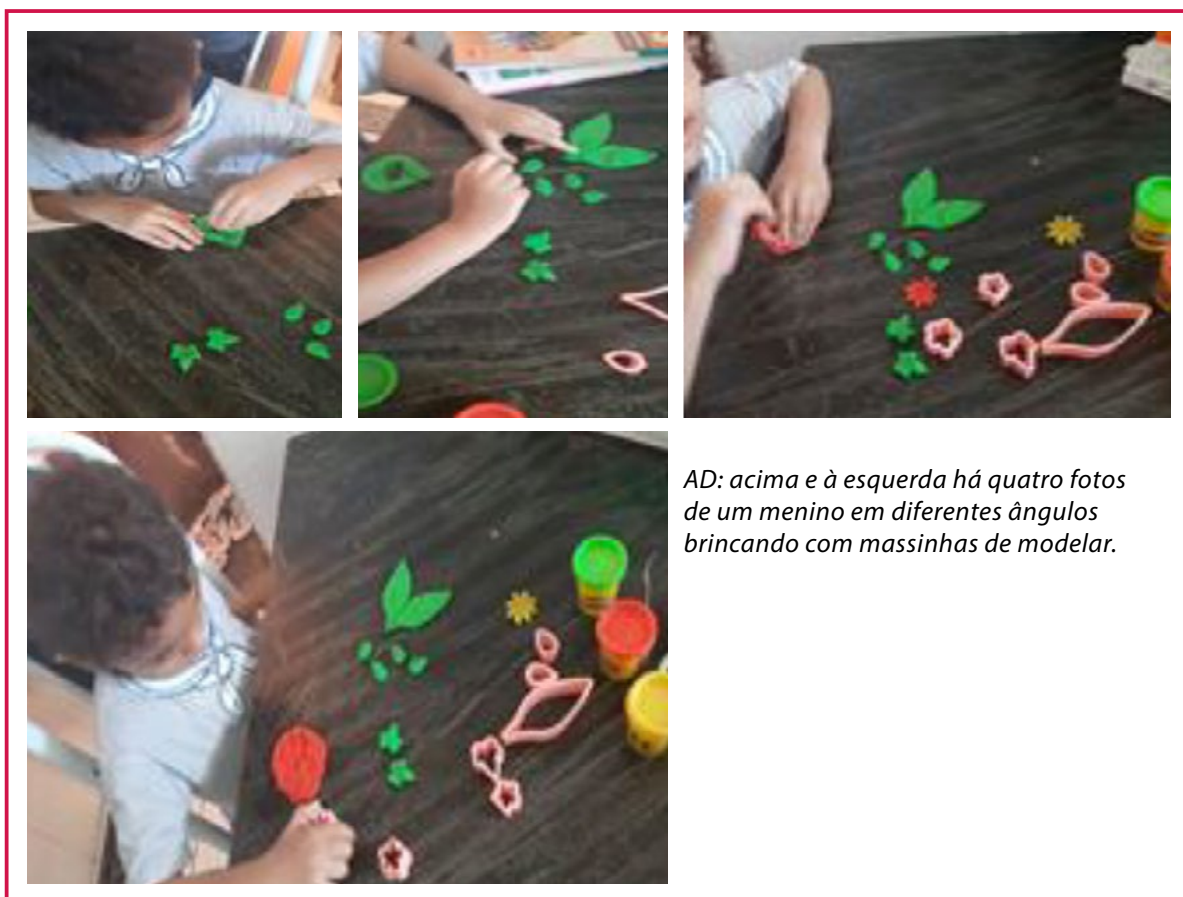 AD: acima e à esquerda há quatro fotos
de um menino em diferentes ângulos
brincando com massinhas de modelar.